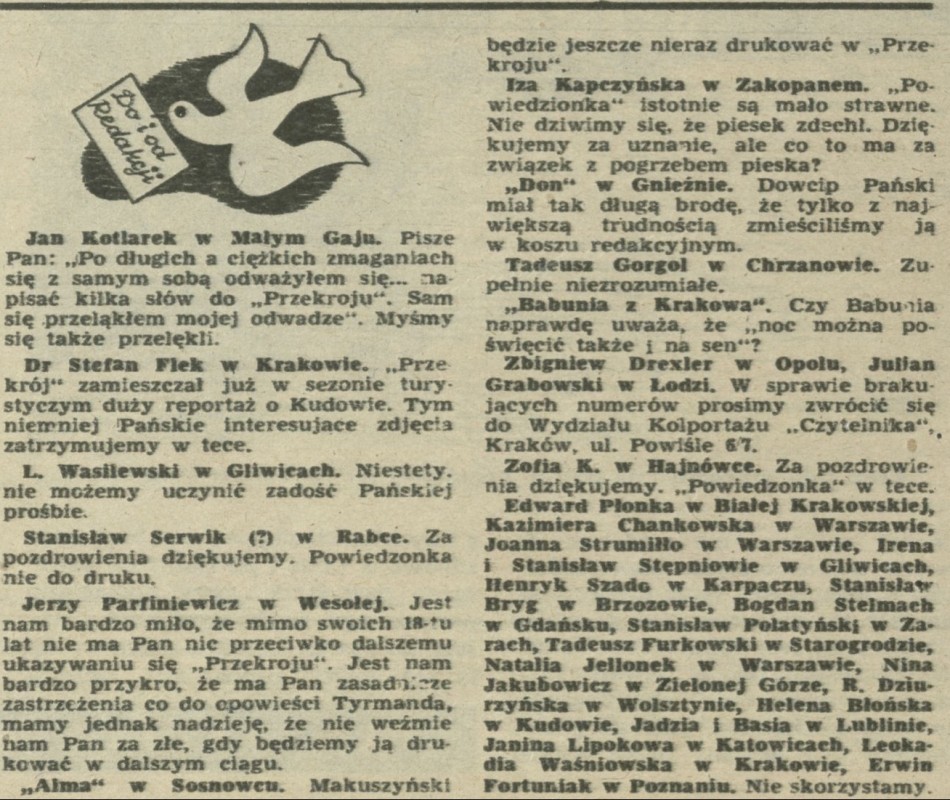 Do i od
Redakcji
Jan Kotlarek w Małym Gaju. Pisze
Pan: „Po długich a ciężkich zmaganiach
się z samym sobą odważyłem się... na-
pisać kilka słów do „Przekroju“. Sam
się przeląkłem mojej odwadze“. Myśmy
się także przelękli.
Dr Stefan Flek w Krakowie. „Prze
krój“ zamieszczał już w sezonie tury-
stycznym duży reportaż o Kudowie. Tym
niemniej Pańskie interesujące zdjęcia
zatrzymujemy w tece.
L. Wasilewski w Gliwicach. Niestety.
nie możemy uczynić zadość Pańskiej
prośbie.
Stanisław Serwik (?) w Rabce. Za
pozdrowienia dziękujemy. Powiedzonka
nie do druku.
Jerzy Parfiniewicz w Wesołej. Jest
nam bardzo miło, że mimo swoich 18-tu
lat nie ma Pan nic przeciwko dalszemu
ukazywaniu się „Przekroju“. Jest nam
bardzo przykro, że ma Pan zasadnicze
zastrzeżenia co do opowieści Tyrmanda,
mamy jednak nadzieję, że nie weźmie
nam Pan za złe, gdy będziemy ją dru-
kować w dalszym ciągu.
„Alma“ w Sosnowcu. Makuszyński
będzie jeszcze nieraz drukować w „Prze-
kroju“.
Iza Kapczyńska w Zakopanem. „Po-
wiedzionka“ istotnie są mało strawne.
Nie dziwimy się, że piesek zdechł. Dzię-
kujemy za uznanie, ale co to ma za
związek z pogrzebem pieska?
„Don“ w Gnieźnie. Dowcip Pański
miał tak długą brodę, że tylko z naj-
większą trudnością zmieściliśmy ją
w koszu redakcyjnym.
Tadeusz Gorgol w Chrzanowie. Zu-
pełnie niezrozumiałe.
„Babunia z Krakowa“. Czy Babunia
naprawdę uważa, że „noc można po-
święcić także i na sen“?
Zbigniew Drexler w Opolu, Julian
Grabowski w Łodzi. W sprawie braku-
jących numerów prosimy zwrócić się
do Wydziału Kolportażu „Czytelnika“,
Kraków, ul. Powiśle 6/7.
Zofia K. w Hajnówce. Za pozdrowie-
nia dziękujemy. „Powiedzonka“ w tece.
Edward Płonka w Białej Krakowskiej,
Kazimiera Chankowska w Warszawie,
Joanna Strumiłło w Warszawie, Irena
i Stanisław Stępniowie w Gliwicach,
Henryk Szado w Karpaczu, Stanisław
Bryg w Brzozowie, Bogdan Stelmach
w Gdańsku, Stanisław Połatyński w Ża-
rach, Tadeusz Furkowski w Starogrodzie,
Natalia Jellonek w Warszawie, Nina
Jakubowicz w Zielonej Górze, R. Dziu-
rzyńska w Wolsztynie, Helena Błońska
w Kudowie, Jadzia i Basia w Lublinie,
Janina Lipokowa w Katowicach, Leoka-
dia Waśniowska w Krakowie, Erwin
Fortuniak w Poznaniu. Nie skorzystamy.